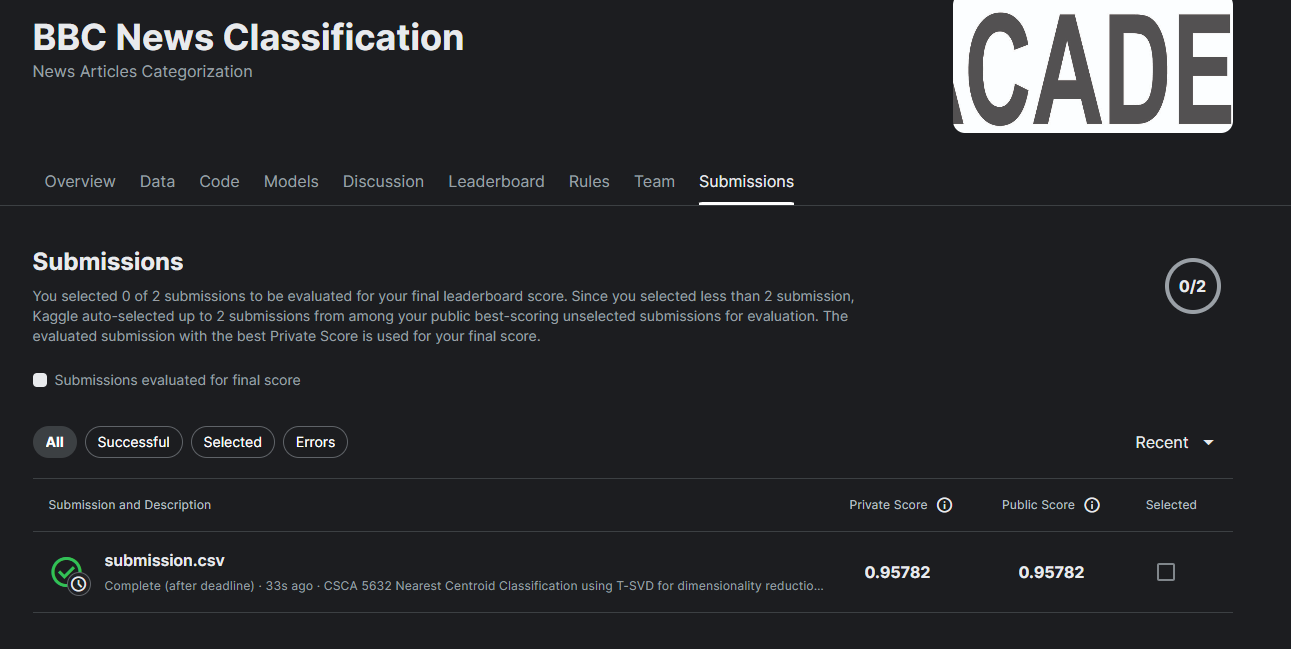 BBC News Classification
News Articles Categorization
CADE
Overview Data Code Models Discussion Leaderboard Rules Team Submissions
Submissions
You selected 0 of 2 submissions to be evaluated for your final leaderboard score. Since you selected less than 2 submission,
Kaggle auto-selected up to 2 submissions from among your public best-scoring unselected submissions for evaluation. The
evaluated submission with the best Private Score is used for your final score.
0/2
Submissions evaluated for final score
All Successful Selected Errors Recent
Submission and Description Private Score Public Score Selected
submission.csv
Complete (after deadline) · 33s ago · CSCA 5632 Nearest Centroid Classification using T-SVD for dimensionality reductio...
0.95782 0.95782